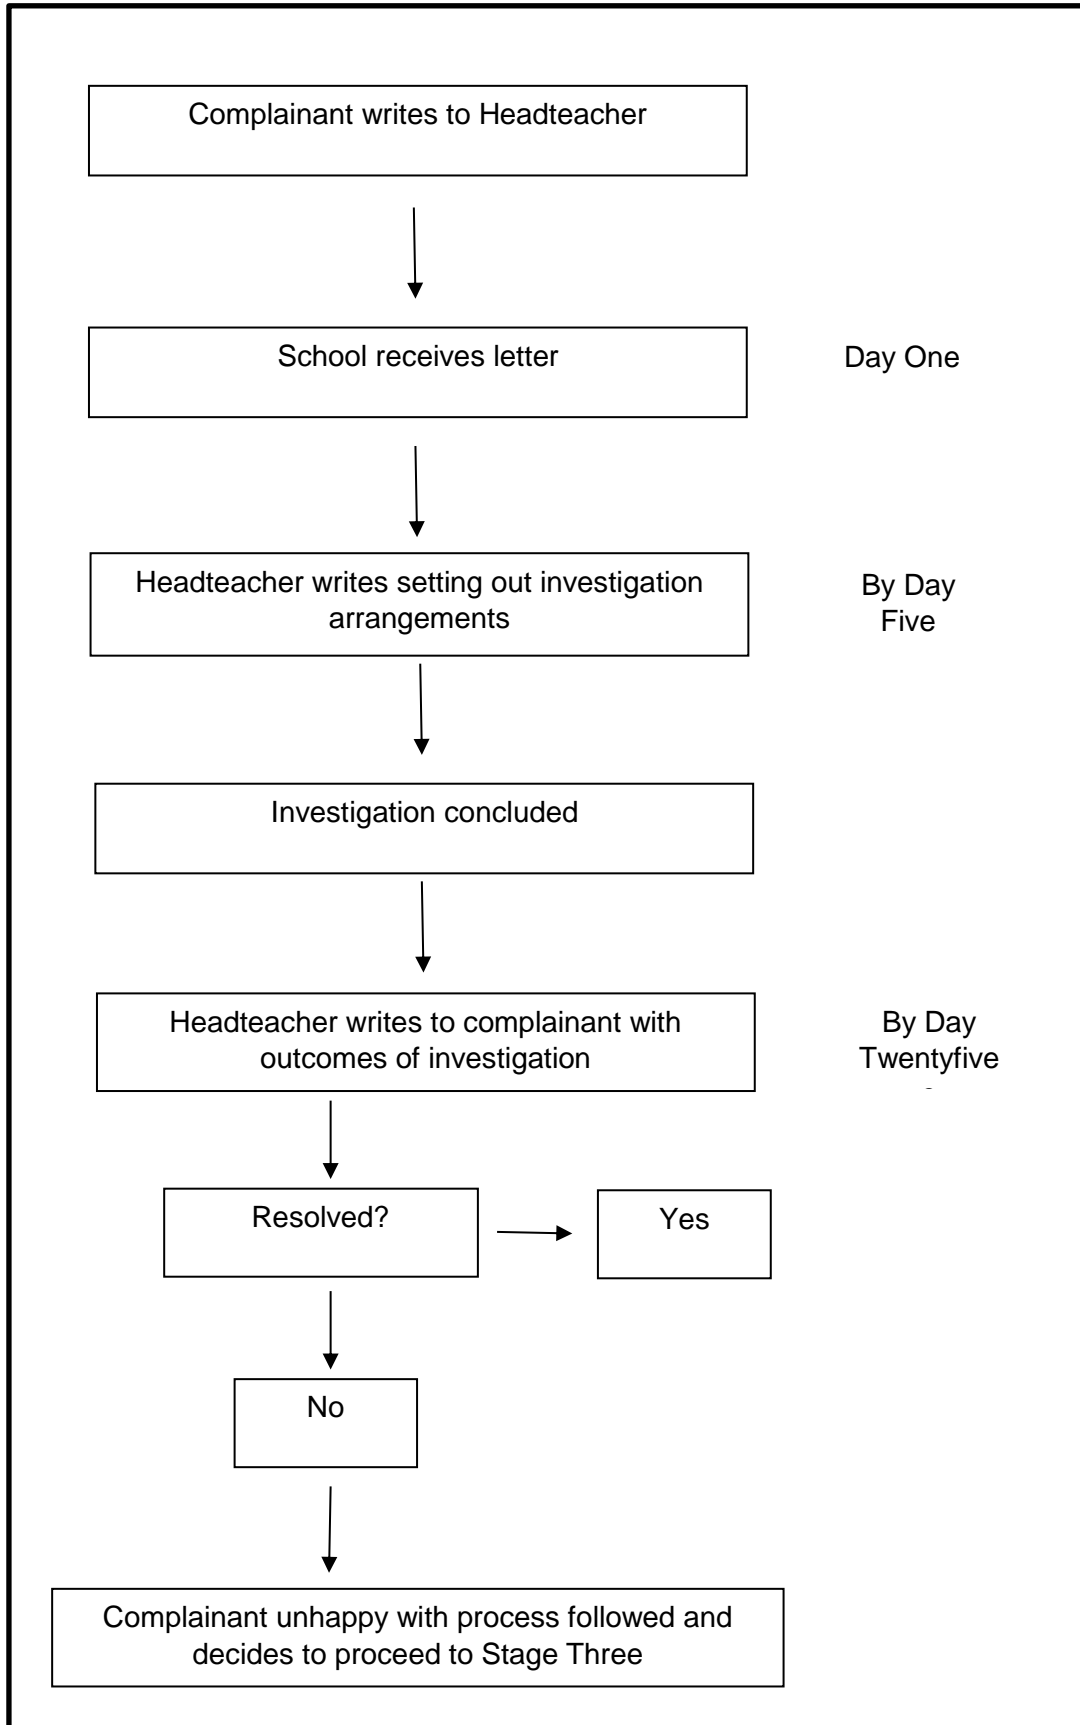 Complainant writes to Headteacher
School receives letter
Day One
Headteacher writes setting out investigation
arrangements
By Day
Five
Investigation concluded
Headteacher writes to complainant with
outcomes of investigation
By Day
Twentyfive
Resolved?
Yes
No
Complainant unhappy with process followed and
decides to proceed to Stage Three